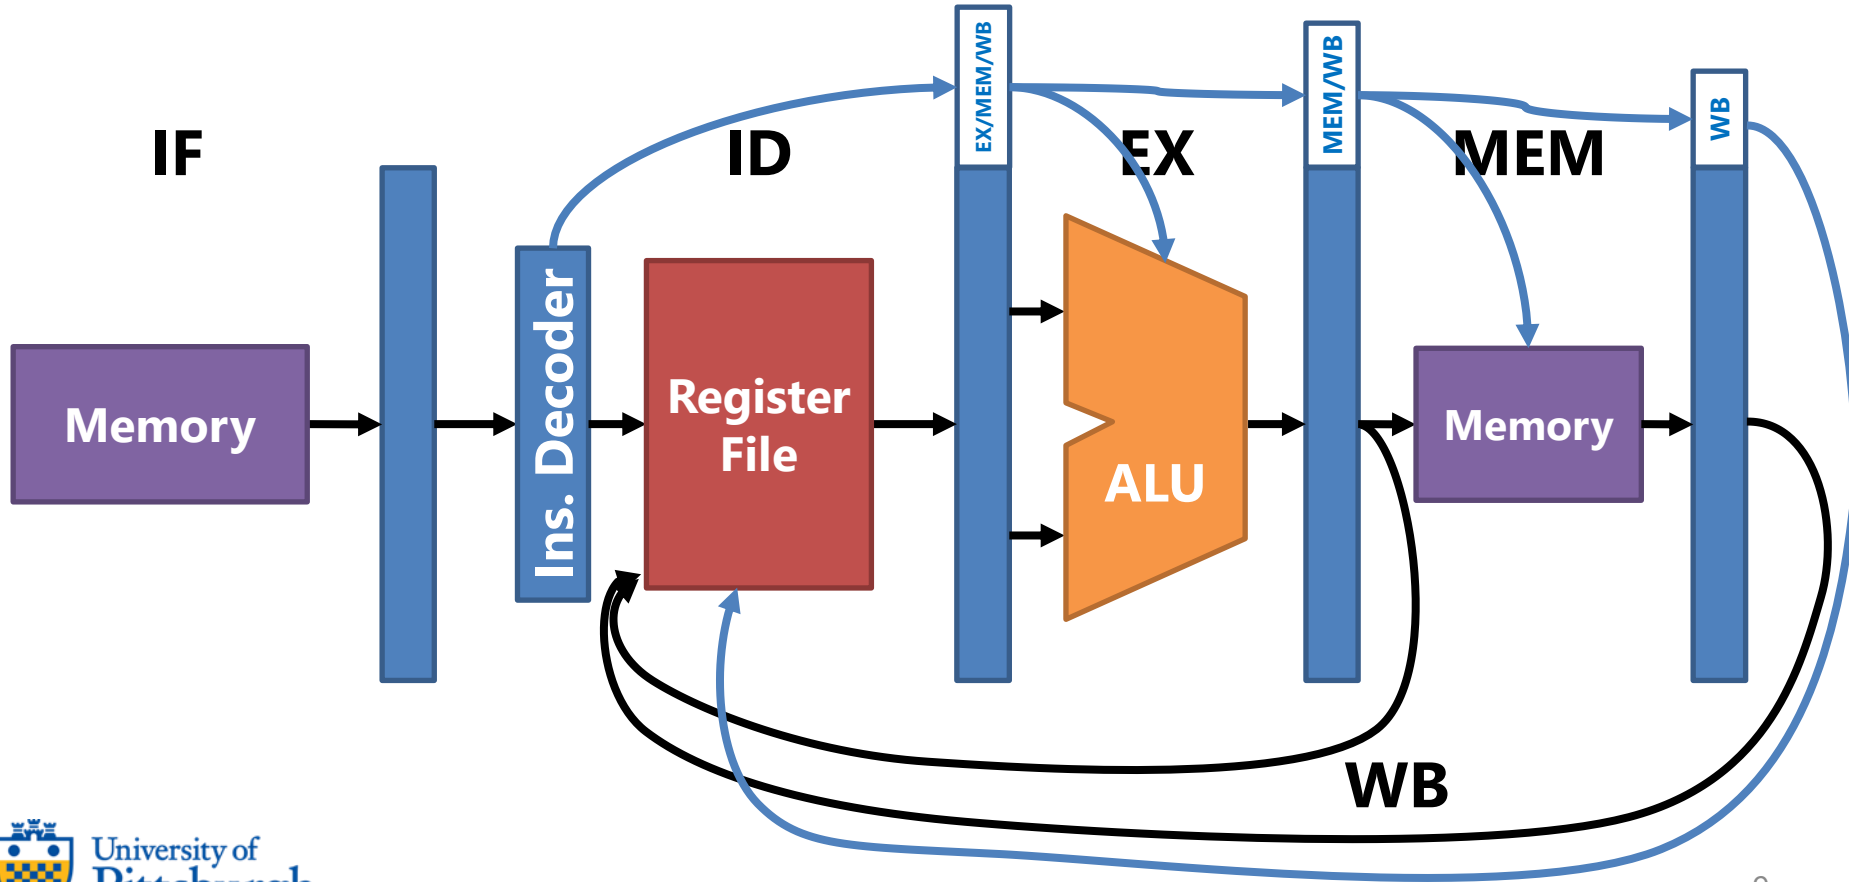 EX/MEM/WB
MEM/WB
WB
IF
ID
EX
MEM
Ins. Decoder
Memory
Register
File
ALU
Memory
WB
University of